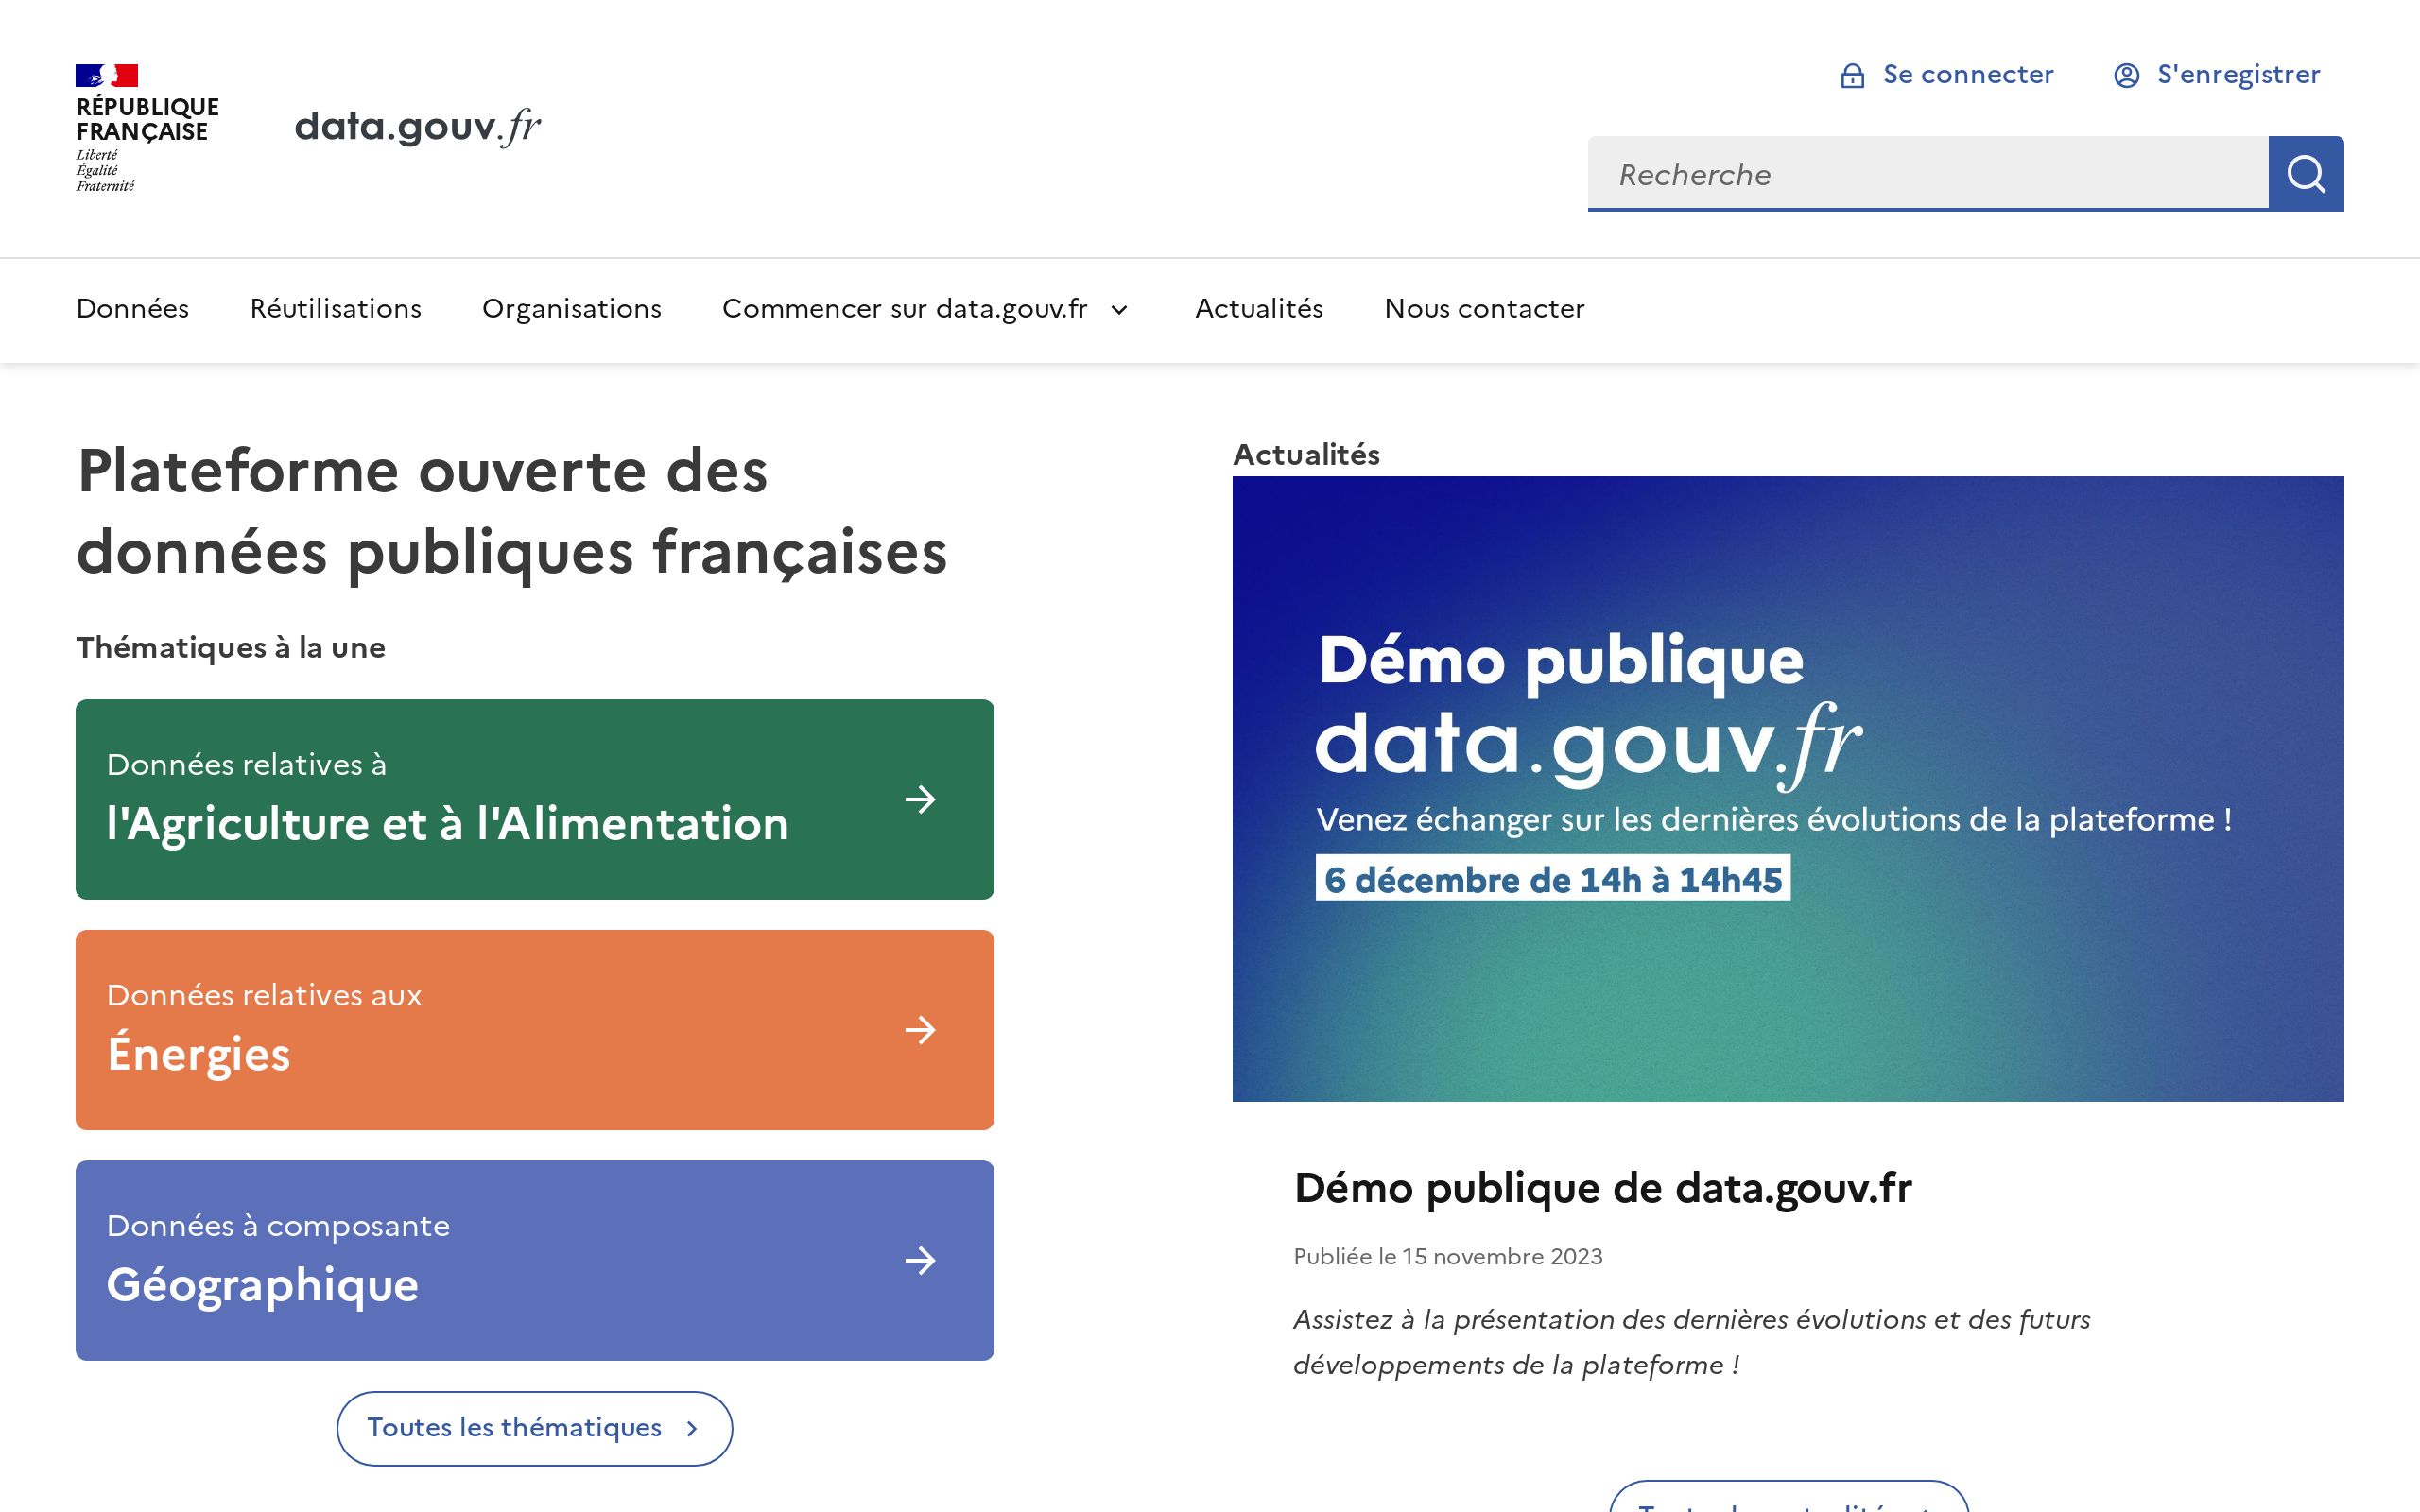 RÉPUBLIQUE
FRANÇAISE
Liberté
Égalité
Fraternité
data.gouv.fr
Se connecter
S'enregistrer
Recherche
Données
Réutilisations
Organisations
Commencer sur data.gouv.fr
Actualités
Nous contacter
Plateforme ouverte des
données publiques françaises
Thématiques à la une
Données relatives à
l'Agriculture et à l'Alimentation
Données relatives aux
Énergies
Données à composante
Géographique
Toutes les thématiques
Actualités
Démo publique
data.gouv.fr
Venez échanger sur les dernières évolutions de la plateforme !
6 décembre de 14h à 14h45
Démo publique de data.gouv.fr
Publiée le 15 novembre 2023
Assistez à la présentation des dernières évolutions et des futurs
développements de la plateforme !